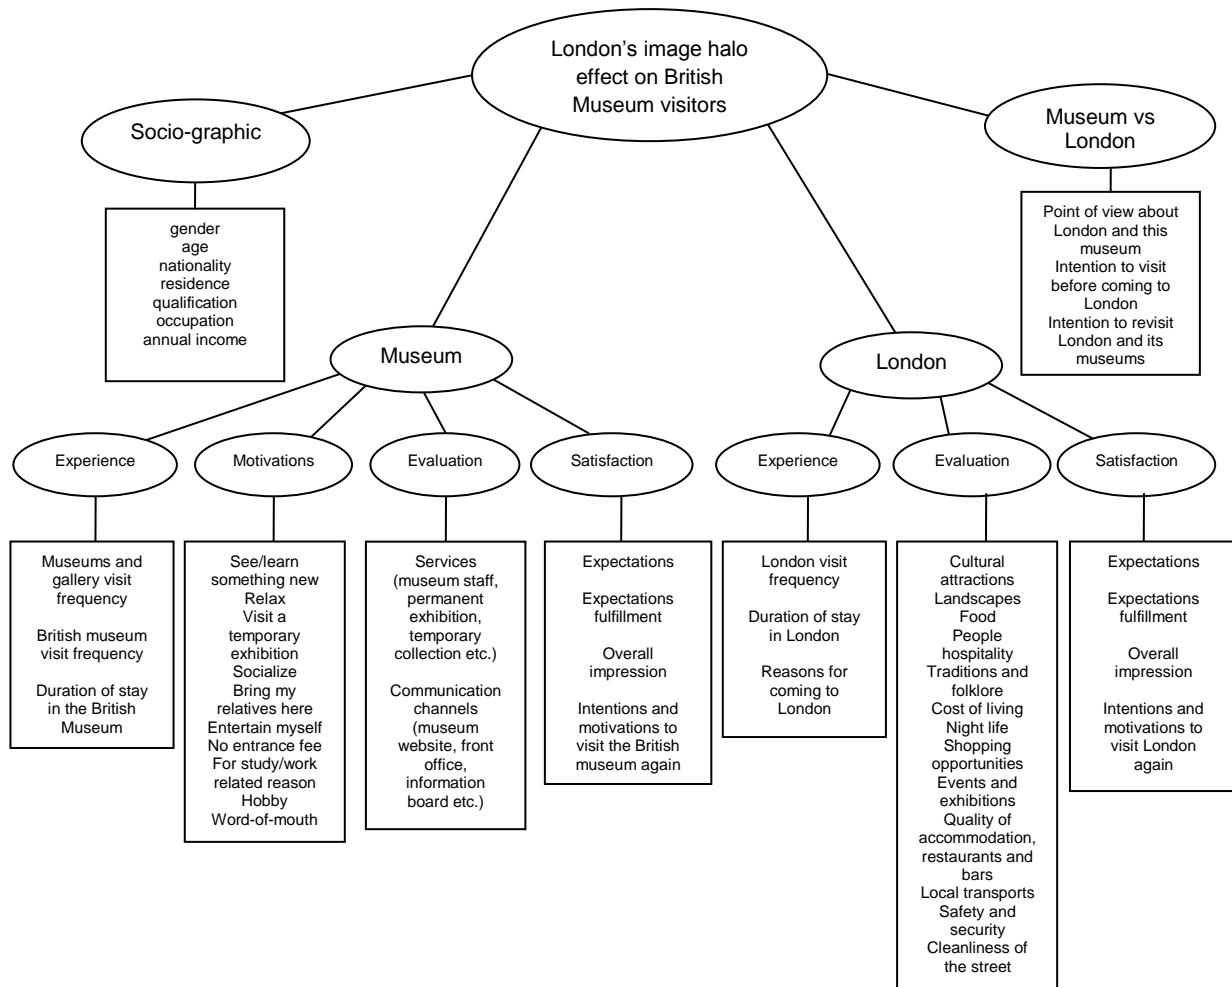 London’s image halo
effect on British
Museum visitors
Socio-graphic
Museum vs
London
gender
age
nationality
residence
qualification
occupation
annual income
Point of view about
London and this
museum
Intention to visit
before coming to
London
Intention to revisit
London and its
museums
Museum
London
Experience
Motivations
Evaluation
Satisfaction
Experience
Evaluation
Satisfaction
Museums and
gallery visit
frequency
British museum
visit frequency
Duration of stay
in the British
Museum
See/learn
something new
Relax
Visit a
temporary
exhibition
Socialize
Bring my
relatives here
Entertain myself
No entrance fee
For study/work
related reason
Hobby
Word-of-mouth
Services
(museum staff,
permanent
exhibition,
temporary
collection etc.)
Communication
channels
(museum
website, front
office,
information
board etc.)
Expectations
Expectations
fulfillment
Overall
impression
Intentions and
motivations to
visit the British
museum again
London visit
frequency
Duration of stay
in London
Reasons for
coming to
London
Cultural
attractions
Landscapes
Food
People
hospitality
Traditions and
folklore
Cost of living
Night life
Shopping
opportunities
Events and
exhibitions
Quality of
accommodation,
restaurants and
bars
Local transports
Safety and
security
Cleanliness of
the street
Expectations
Expectations
fulfillment
Overall
impression
Intentions and
motivations to
visit London
again